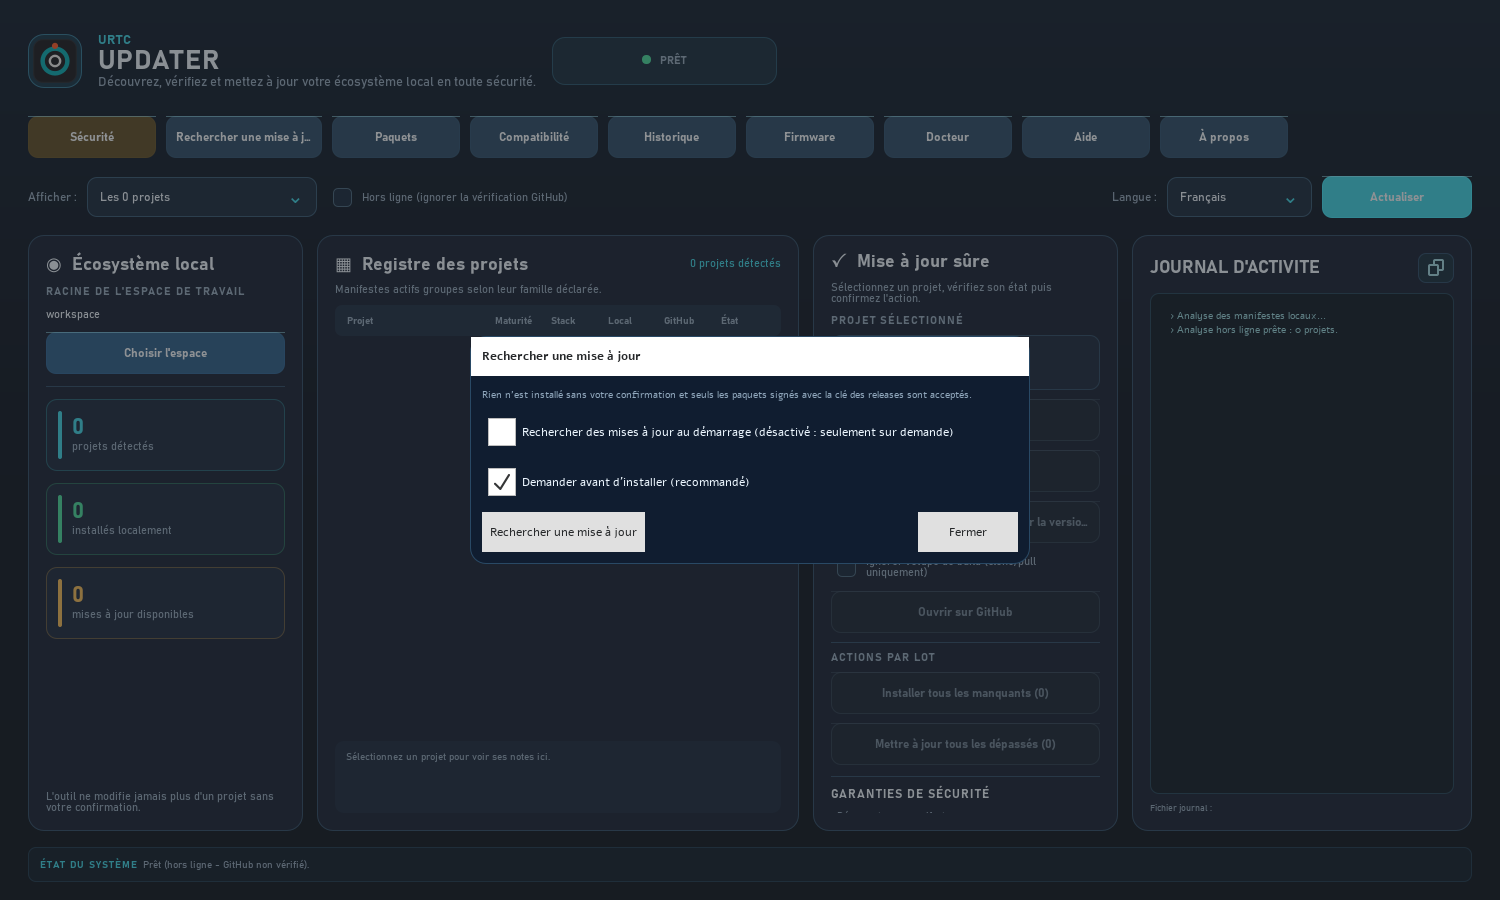 URTC
UPDATER
Découvrez, vérifiez et mettez à jour votre écosystème local en toute sécurité.
PRÊT
Sécurité
Rechercher une mise à j…
Paquets
Compatibilité
Historique
Firmware
Docteur
Aide
À propos
Afficher :
Les 0 projets
Hors ligne (ignorer la vérification GitHub)
Langue :
Français
Actualiser
Écosystème local
RACINE DE L'ESPACE DE TRAVAIL
workspace
Choisir l'espace
0
projets détectés
0
installés localement
0
mises à jour disponibles
L'outil ne modifie jamais plus d'un projet sans
votre confirmation.
Registre des projets
0 projets détectés
Manifestes actifs groupes selon leur famille déclarée.
Projet Maturité Stack Local GitHub État
Rechercher une mise à jour
Rien n'est installé sans votre confirmation et seuls les paquets signés avec la clé des releases sont acceptés.
Rechercher des mises à jour au démarrage (désactivé : seulement sur demande)
Demander avant d'installer (recommandé)
Rechercher une mise à jour
Fermer
Sélectionnez un projet pour voir ses notes ici.
Mise à jour sûre
Sélectionnez un projet, vérifiez son état puis
confirmez l'action.
PROJET SÉLECTIONNÉ
r la versio…
uniquement)
Ouvrir sur GitHub
ACTIONS PAR LOT
Installer tous les manquants (0)
Mettre à jour tous les dépassés (0)
GARANTIES DE SÉCURITÉ
JOURNAL D'ACTIVITE
› Analyse des manifestes locaux...
› Analyse hors ligne prête : 0 projets.
Fichier journal :
ÉTAT DU SYSTÈME Prêt (hors ligne - GitHub non vérifié).